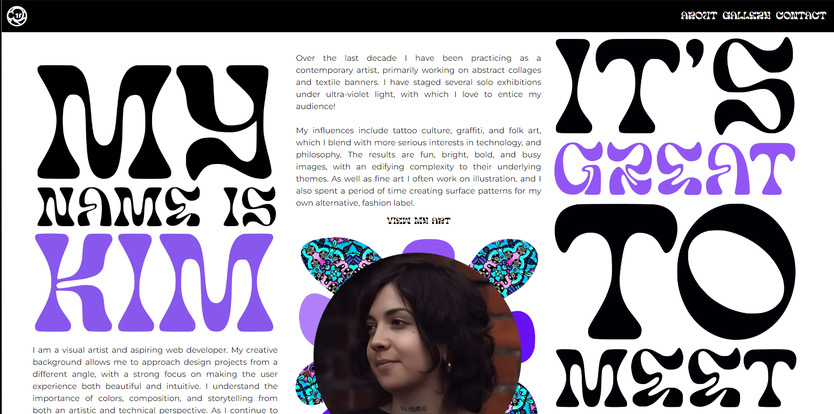 ABOUT GALLERY CONTACT
MY
NAME IS
KIM
I am a visual artist and aspiring web developer. My creative
background allows me to approach design projects from a
different angle, with a strong focus on making the user
experience both beautiful and intuitive. I understand the
importance of colors, composition, and storytelling from
both an artistic and technical perspective. As I continue to
Over the last decade I have been practicing as a
contemporary artist, primarily working on abstract collages
and textile banners. I have staged several solo exhibitions
under ultra-violet light, with which I love to entice my
audience!
My influences include tattoo culture, graffiti, and folk art,
which I blend with more serious interests in technology, and
philosophy. The results are fun, bright, bold, and busy
images, with an edifying complexity to their underlying
themes. As well as fine art I often work on illustration, and I
also spent a period of time creating surface patterns for my
own alternative, fashion label.
VIEW MY ART
IT'S
GREAT
TO
MEET